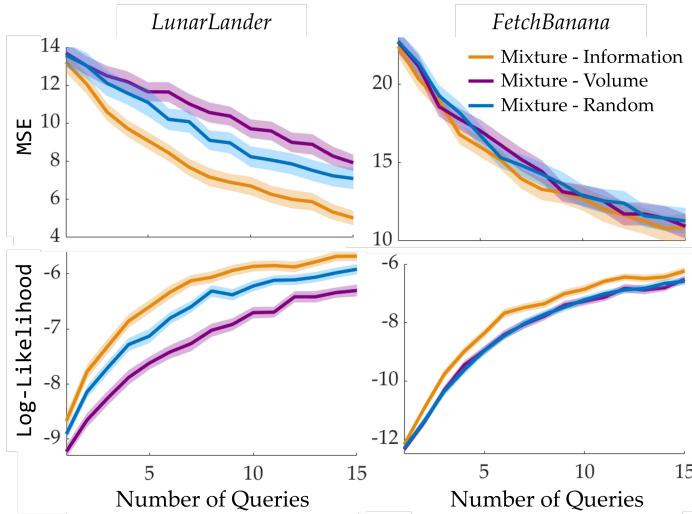 LunarLander
FetchBanana
MSE
14
12
10
8
6
4
20
15
10
Mixture - Information
Mixture - Volume
Mixture - Random
Log-Likelihood
-6
-7
-8
-9
5
10
15
Number of Queries
-6
-8
-10
-12
5
10
15
Number of Queries